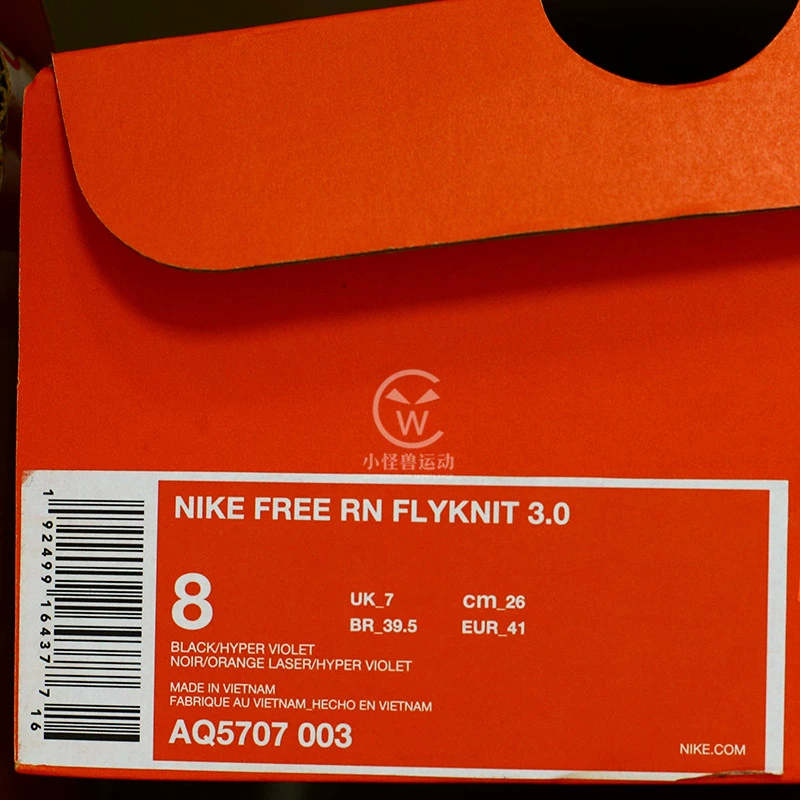 W
小怪兽运动
NIKE FREE RN FLYKNIT 3.0
8
UK_7 cm_26
BR_39.5 EUR_41
BLACK/HYPER VIOLET
NOIR/ORANGE LASER/HYPER VIOLET
MADE IN VIETNAM
FABRIQUE AU VIETNAM_HECHO EN VIETNAM
AQ5707 003
NIKE.COM
1 92499 16437 7 16